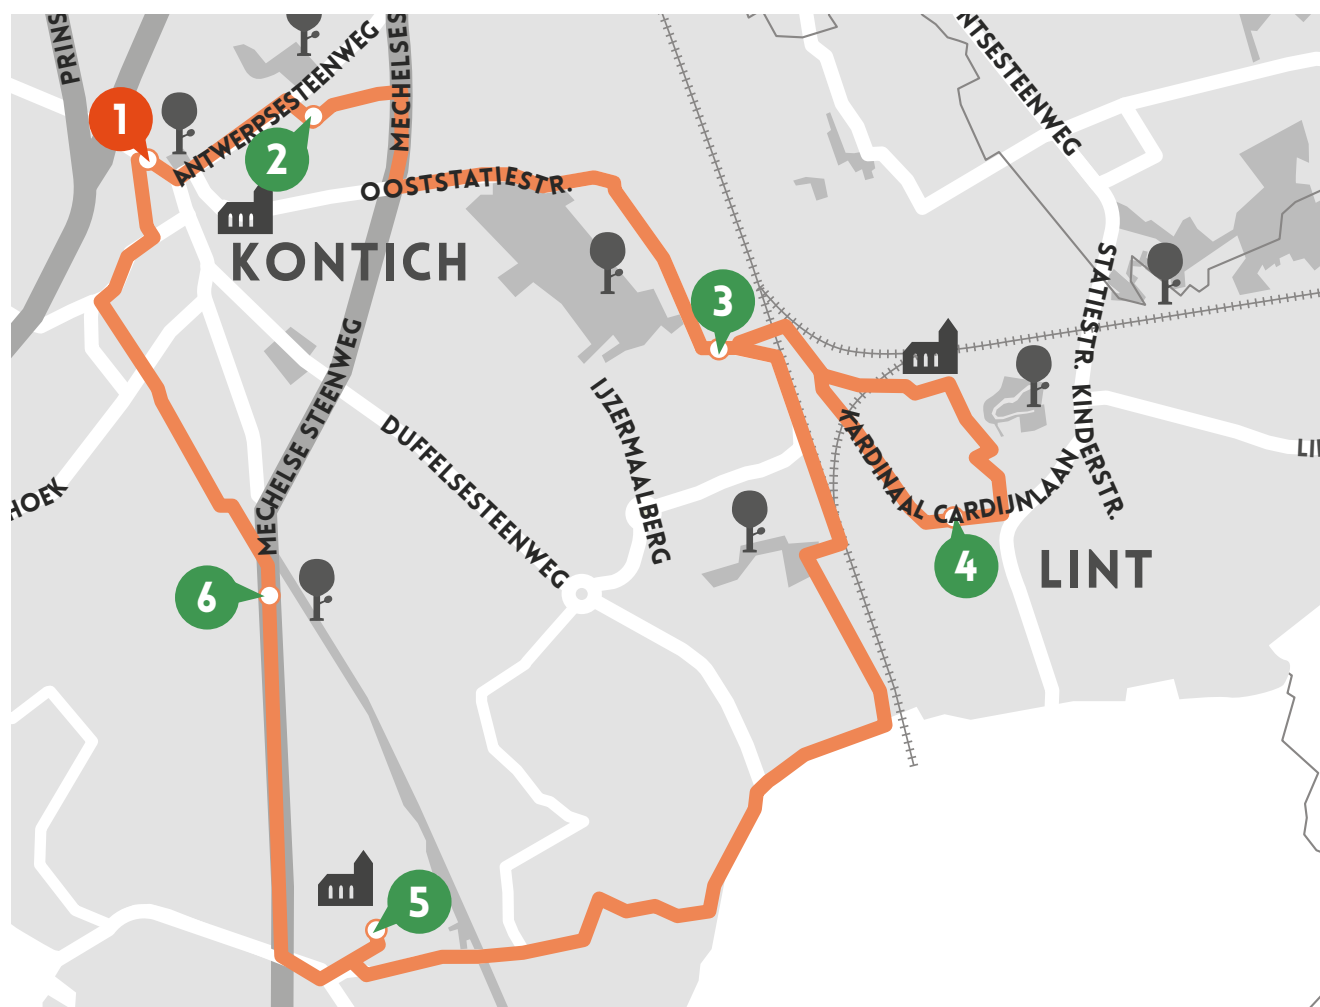 PRINS
MECHELSES
ANTWERPSESTEENWEG
NTSESTEENWEG
1
2
OOSTSTATIESTR.
KONTICH
3
STATIESTR.
KINDERSTR.
MECHELSE STEENWEG
DUFFELSESTEENWEG
IJZERMAALBERG
KARDINAAL CARDIJNLAAN
HOEK
4
LINT
6
5